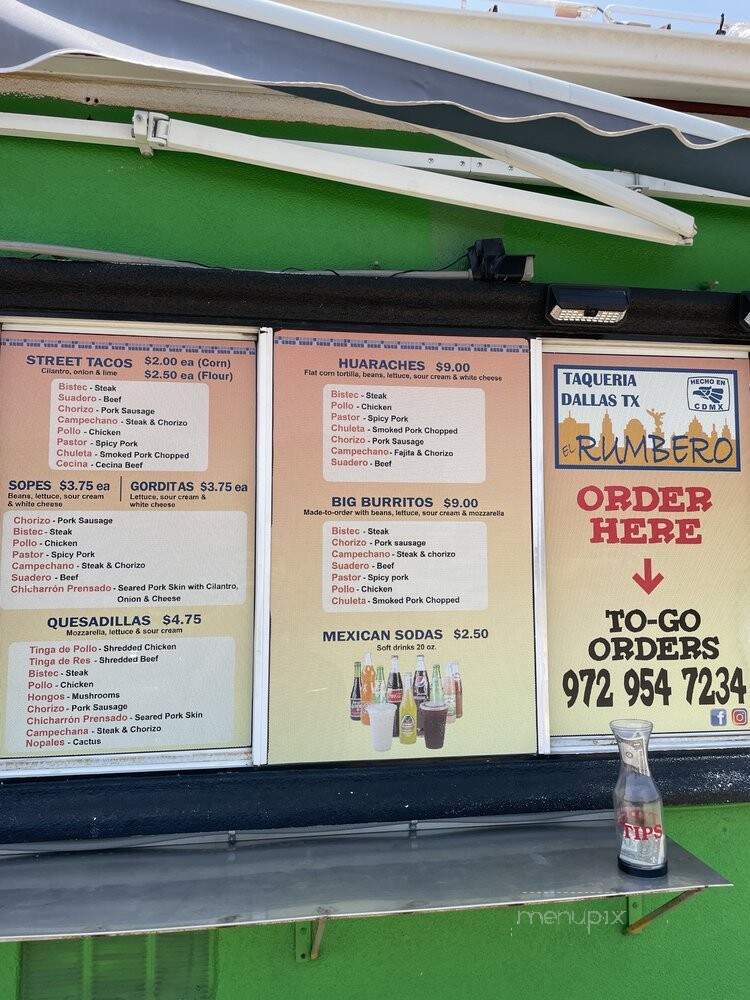 STREET TACOS $2.00 ea (Corn)
Cilantro, onion & lime $2.50 ea (Flour)
Bistec - Steak
Suadero - Beef
Chorizo - Pork Sausage
Campechano - Steak & Chorizo
Pollo - Chicken
Pastor - Spicy Pork
Chuleta - Smoked Pork Chopped
Cecina - Cecina Beef
SOPES $3.75 ea
Beans, lettuce, sour cream
& white cheese
GORDITAS $3.75 ea
Lettuce, sour cream &
white cheese
Chorizo - Pork Sausage
Bistec - Steak
Pollo - Chicken
Pastor - Spicy Pork
Campechano - Steak & Chorizo
Suadero - Beef
Chicharrón Prensado - Seared Pork Skin with Cilantro,
Onion & Cheese
QUESADILLAS $4.75
Mozzarella, lettuce & sour cream
Tinga de Pollo - Shredded Chicken
Tinga de Res - Shredded Beef
Bistec - Steak
Pollo - Chicken
Hongos - Mushrooms
Chorizo - Pork Sausage
Chicharrón Prensado - Seared Pork Skin
Campechana - Steak & Chorizo
Nopales - Cactus
HUARACHES $9.00
Flat corn tortilla, beans, lettuce, sour cream & white cheese
Bistec - Steak
Pollo - Chicken
Pastor - Spicy Pork
Chuleta - Smoked Pork Chopped
Chorizo - Pork Sausage
Campechano - Fajita & Chorizo
Suadero - Beef
BIG BURRITOS $9.00
Made-to-order with beans, lettuce, sour cream & mozzarella
Bistec - Steak
Chorizo - Pork sausage
Campechano - Steak & chorizo
Suadero - Beef
Pastor - Spicy pork
Pollo - Chicken
Chuleta - Smoked Pork Chopped
MEXICAN SODAS $2.50
Soft drinks 20 oz.
TAQUERIA
DALLAS TX
HECHO EN
CDMX
EL RUMBERO
ORDER
HERE
TO-GO
ORDERS
972 954 7234
TIPS
menupix